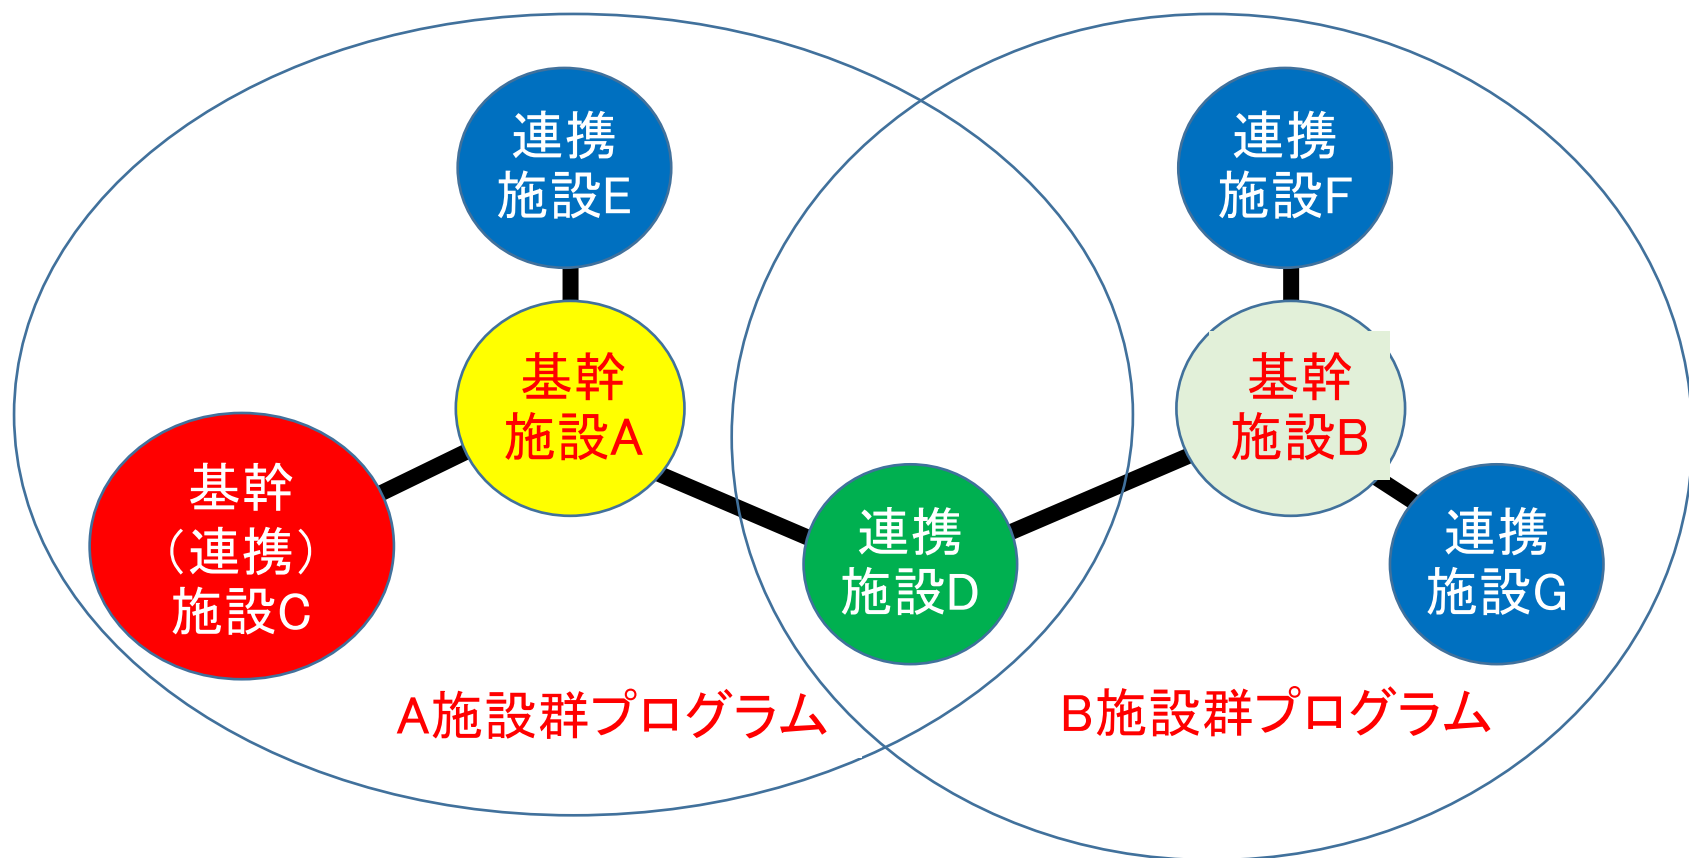 連携
施設E
連携
施設F
基幹
施設A
基幹
施設B
基幹
（連携）
施設C
連携
施設D
連携
施設G
A施設群プログラム
B施設群プログラム